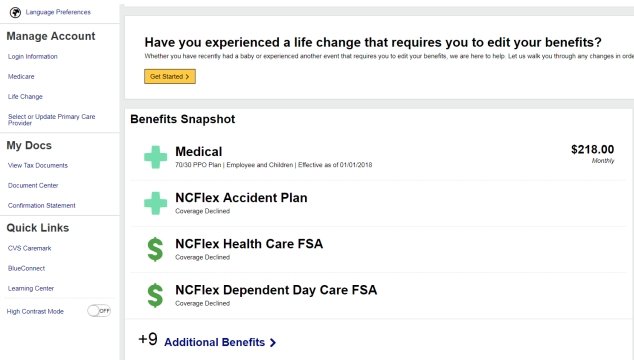 Language Preferences
Manage Account
Login Information
Medicare
Life Change
Select or Update Primary Care
Provider
My Docs
View Tax Documents
Document Center
Confirmation Statement
Quick Links
CVS Caremark
BlueConnect
Learning Center
High Contrast Mode
OFF
Have you experienced a life change that requires you to edit your benefits?
Whether you have recently had a baby or experienced another event that requires you to edit your benefits, we are here to help. Let us walk you through any changes in orde
Get Started >
Benefits Snapshot
Medical
$218.00
70/30 PPO Plan | Employee and Children | Effective as of 01/01/2018
Monthly
NCFlex Accident Plan
Coverage Declined
NCFlex Health Care FSA
Coverage Declined
NCFlex Dependent Day Care FSA
Coverage Declined
+9 Additional Benefits >